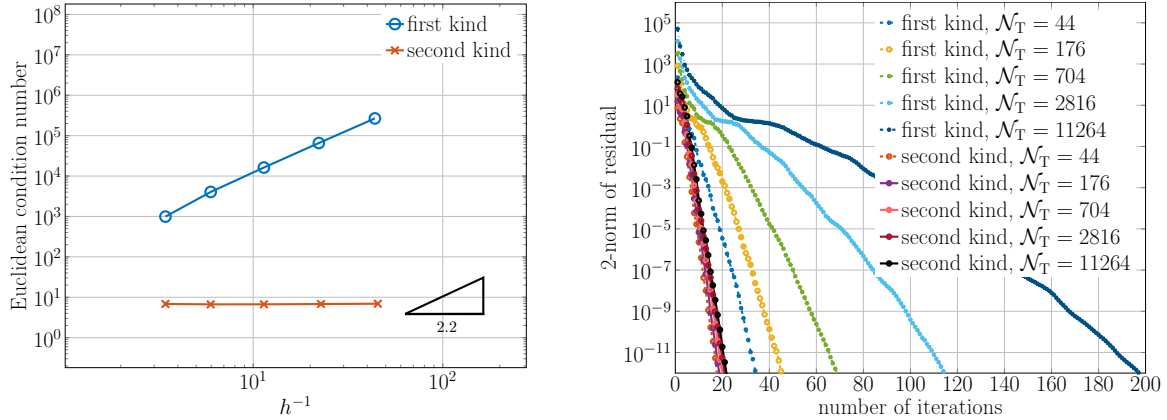 10^8
10^7
10^6
10^5
10^4
10^3
10^2
10^1
10^0
Euclidean condition number
10^1
10^2
h^{-1}
first kind
second kind
2.2
10^5
10^3
10^1
10^{-1}
10^{-3}
10^{-5}
10^{-7}
10^{-9}
10^{-11}
2-norm of residual
0 20 40 60 80 100 120 140 160 180 200
number of iterations
first kind, 𝒩_T = 44
first kind, 𝒩_T = 176
first kind, 𝒩_T = 704
first kind, 𝒩_T = 2816
first kind, 𝒩_T = 11264
second kind, 𝒩_T = 44
second kind, 𝒩_T = 176
second kind, 𝒩_T = 704
second kind, 𝒩_T = 2816
second kind, 𝒩_T = 11264